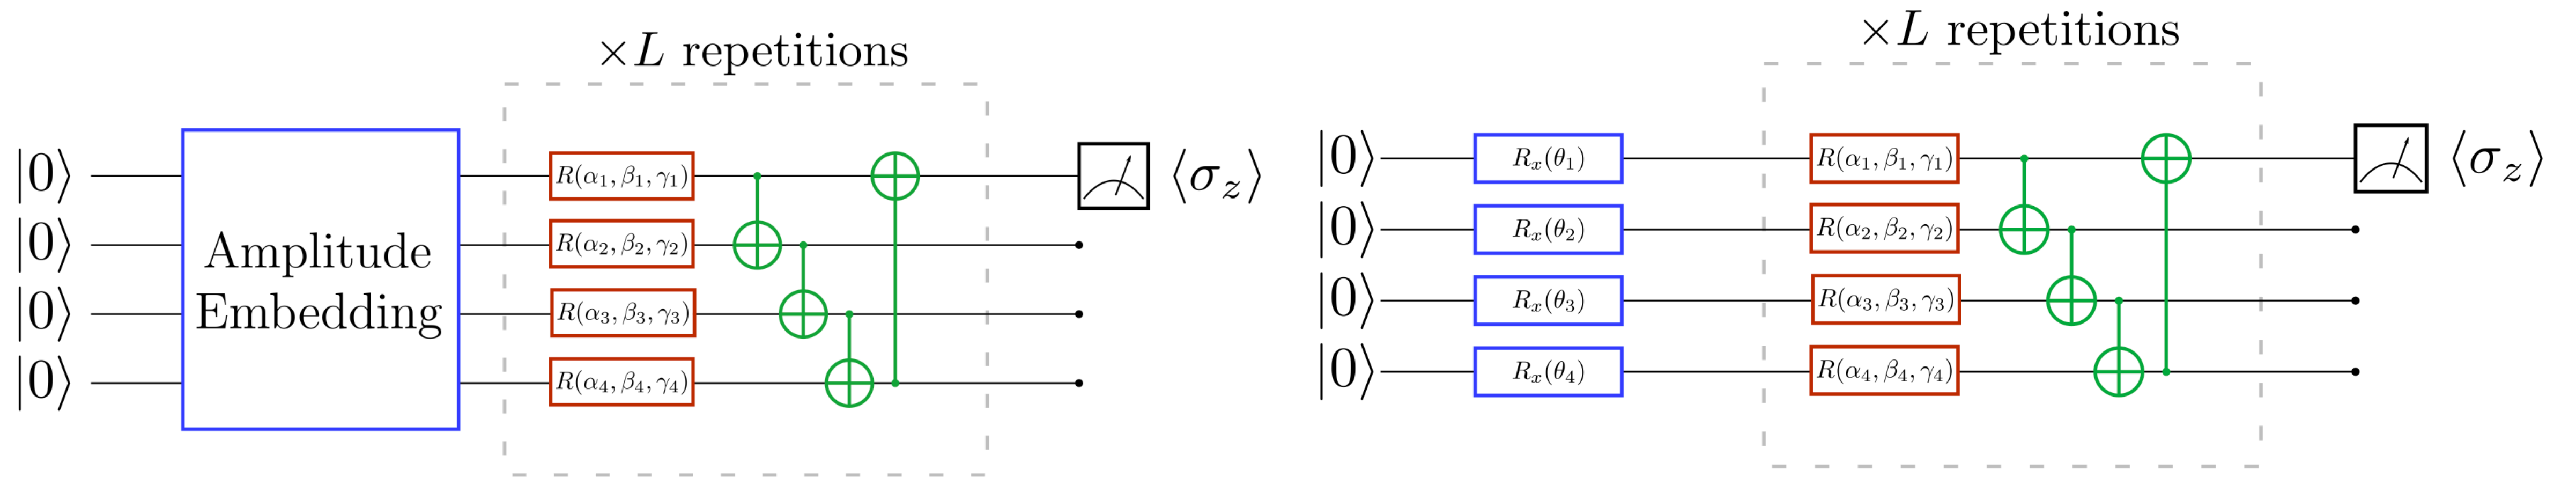 ×L repetitions
|0⟩
|0⟩
|0⟩
|0⟩
Amplitude
Embedding
R(α₁, β₁, γ₁)
R(α₂, β₂, γ₂)
R(α₃, β₃, γ₃)
R(α₄, β₄, γ₄)
⟨σ_z⟩
×L repetitions
|0⟩
|0⟩
|0⟩
|0⟩
Rₓ(θ₁)
Rₓ(θ₂)
Rₓ(θ₃)
Rₓ(θ₄)
R(α₁, β₁, γ₁)
R(α₂, β₂, γ₂)
R(α₃, β₃, γ₃)
R(α₄, β₄, γ₄)
⟨σ_z⟩